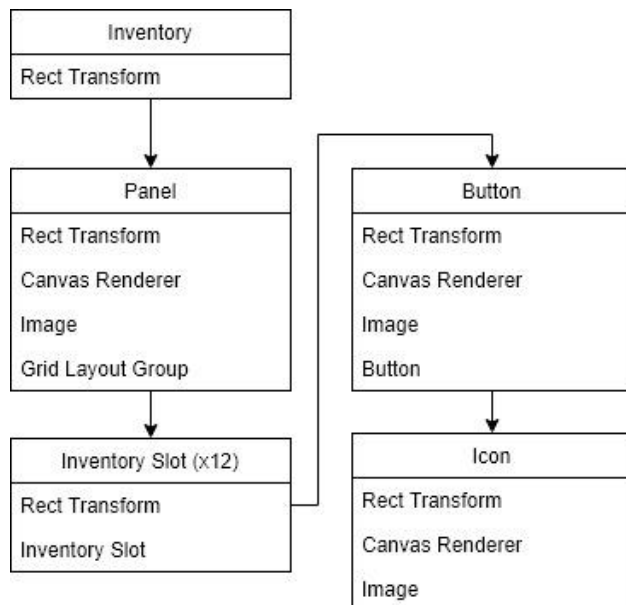 Inventory
Rect Transform
Panel
Rect Transform
Canvas Renderer
Image
Grid Layout Group
Inventory Slot (x12)
Rect Transform
Inventory Slot
Button
Rect Transform
Canvas Renderer
Image
Button
Icon
Rect Transform
Canvas Renderer
Image